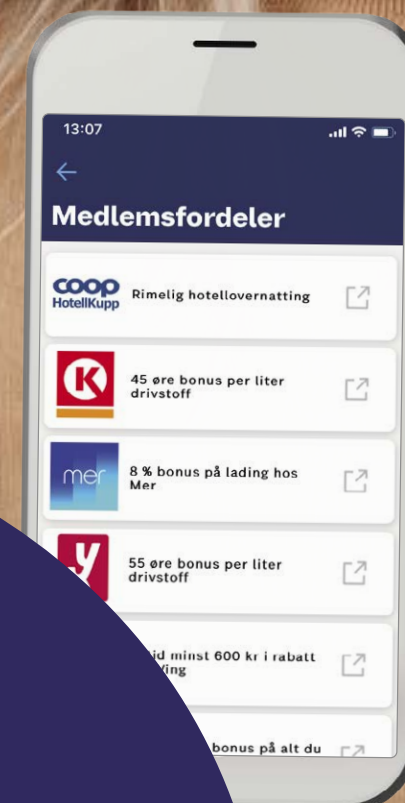 13:07
Medlemsfordeler
coop
HotellKupp
Rimelig hotellovernatting
K
45 øre bonus per liter
drivstoff
mer
8 % bonus på lading hos
Mer
y
55 øre bonus per liter
drivstoff
minst 600 kr i rabatt
bonus på alt du